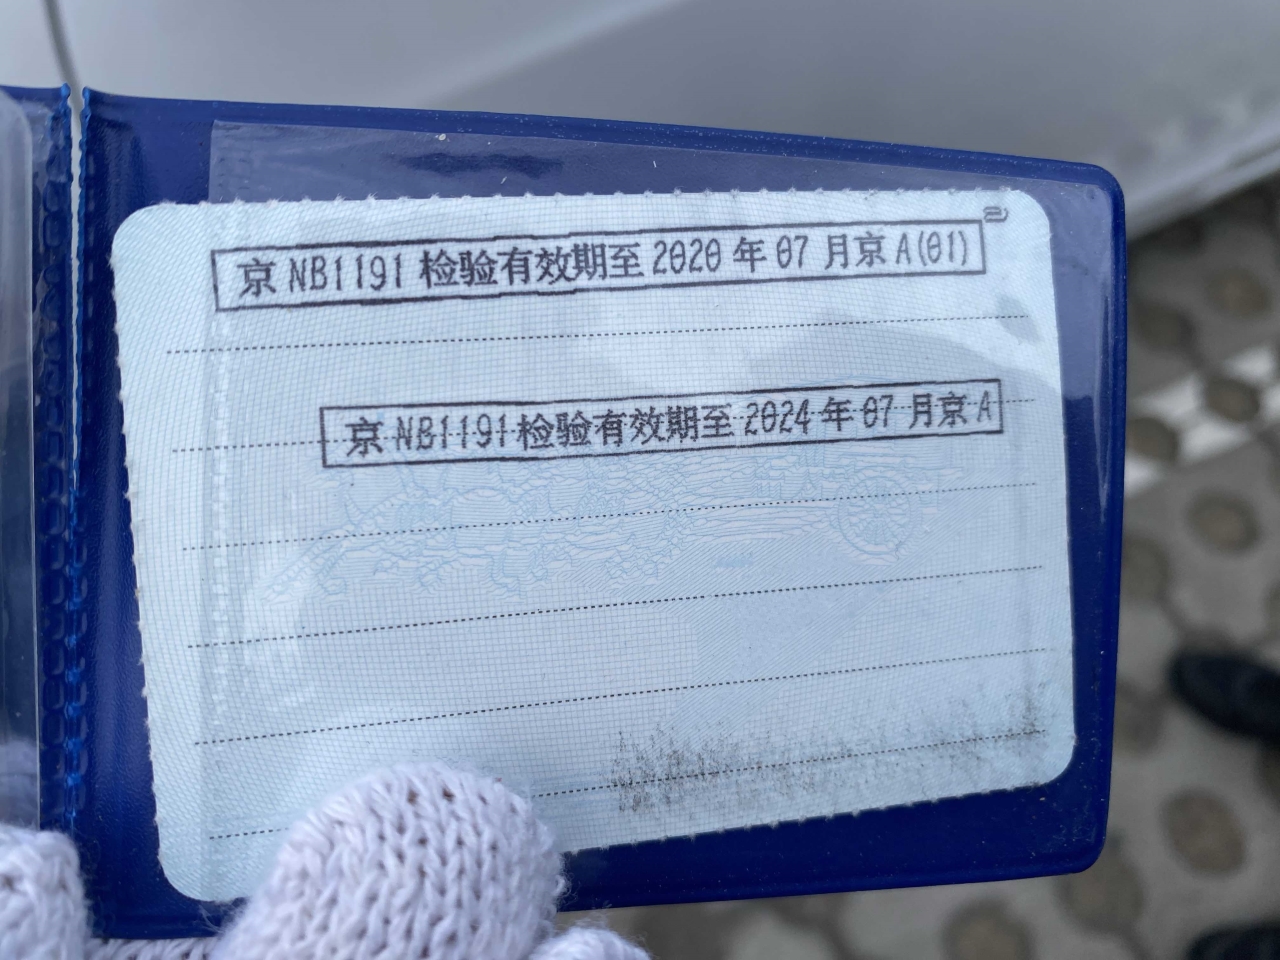 京 NB1191 检验有效期至 2020 年 07 月京 A(01)
京 NB1191 检验有效期至 2024 年 07 月京 A